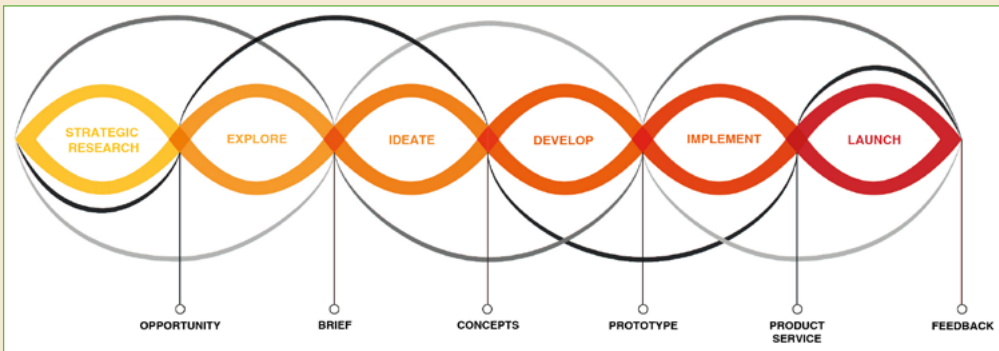 STRATEGIC
RESEARCH
EXPLORE
IDEATE
DEVELOP
IMPLEMENT
LAUNCH
OPPORTUNITY
BRIEF
CONCEPTS
PROTOTYPE
PRODUCT
SERVICE
FEEDBACK